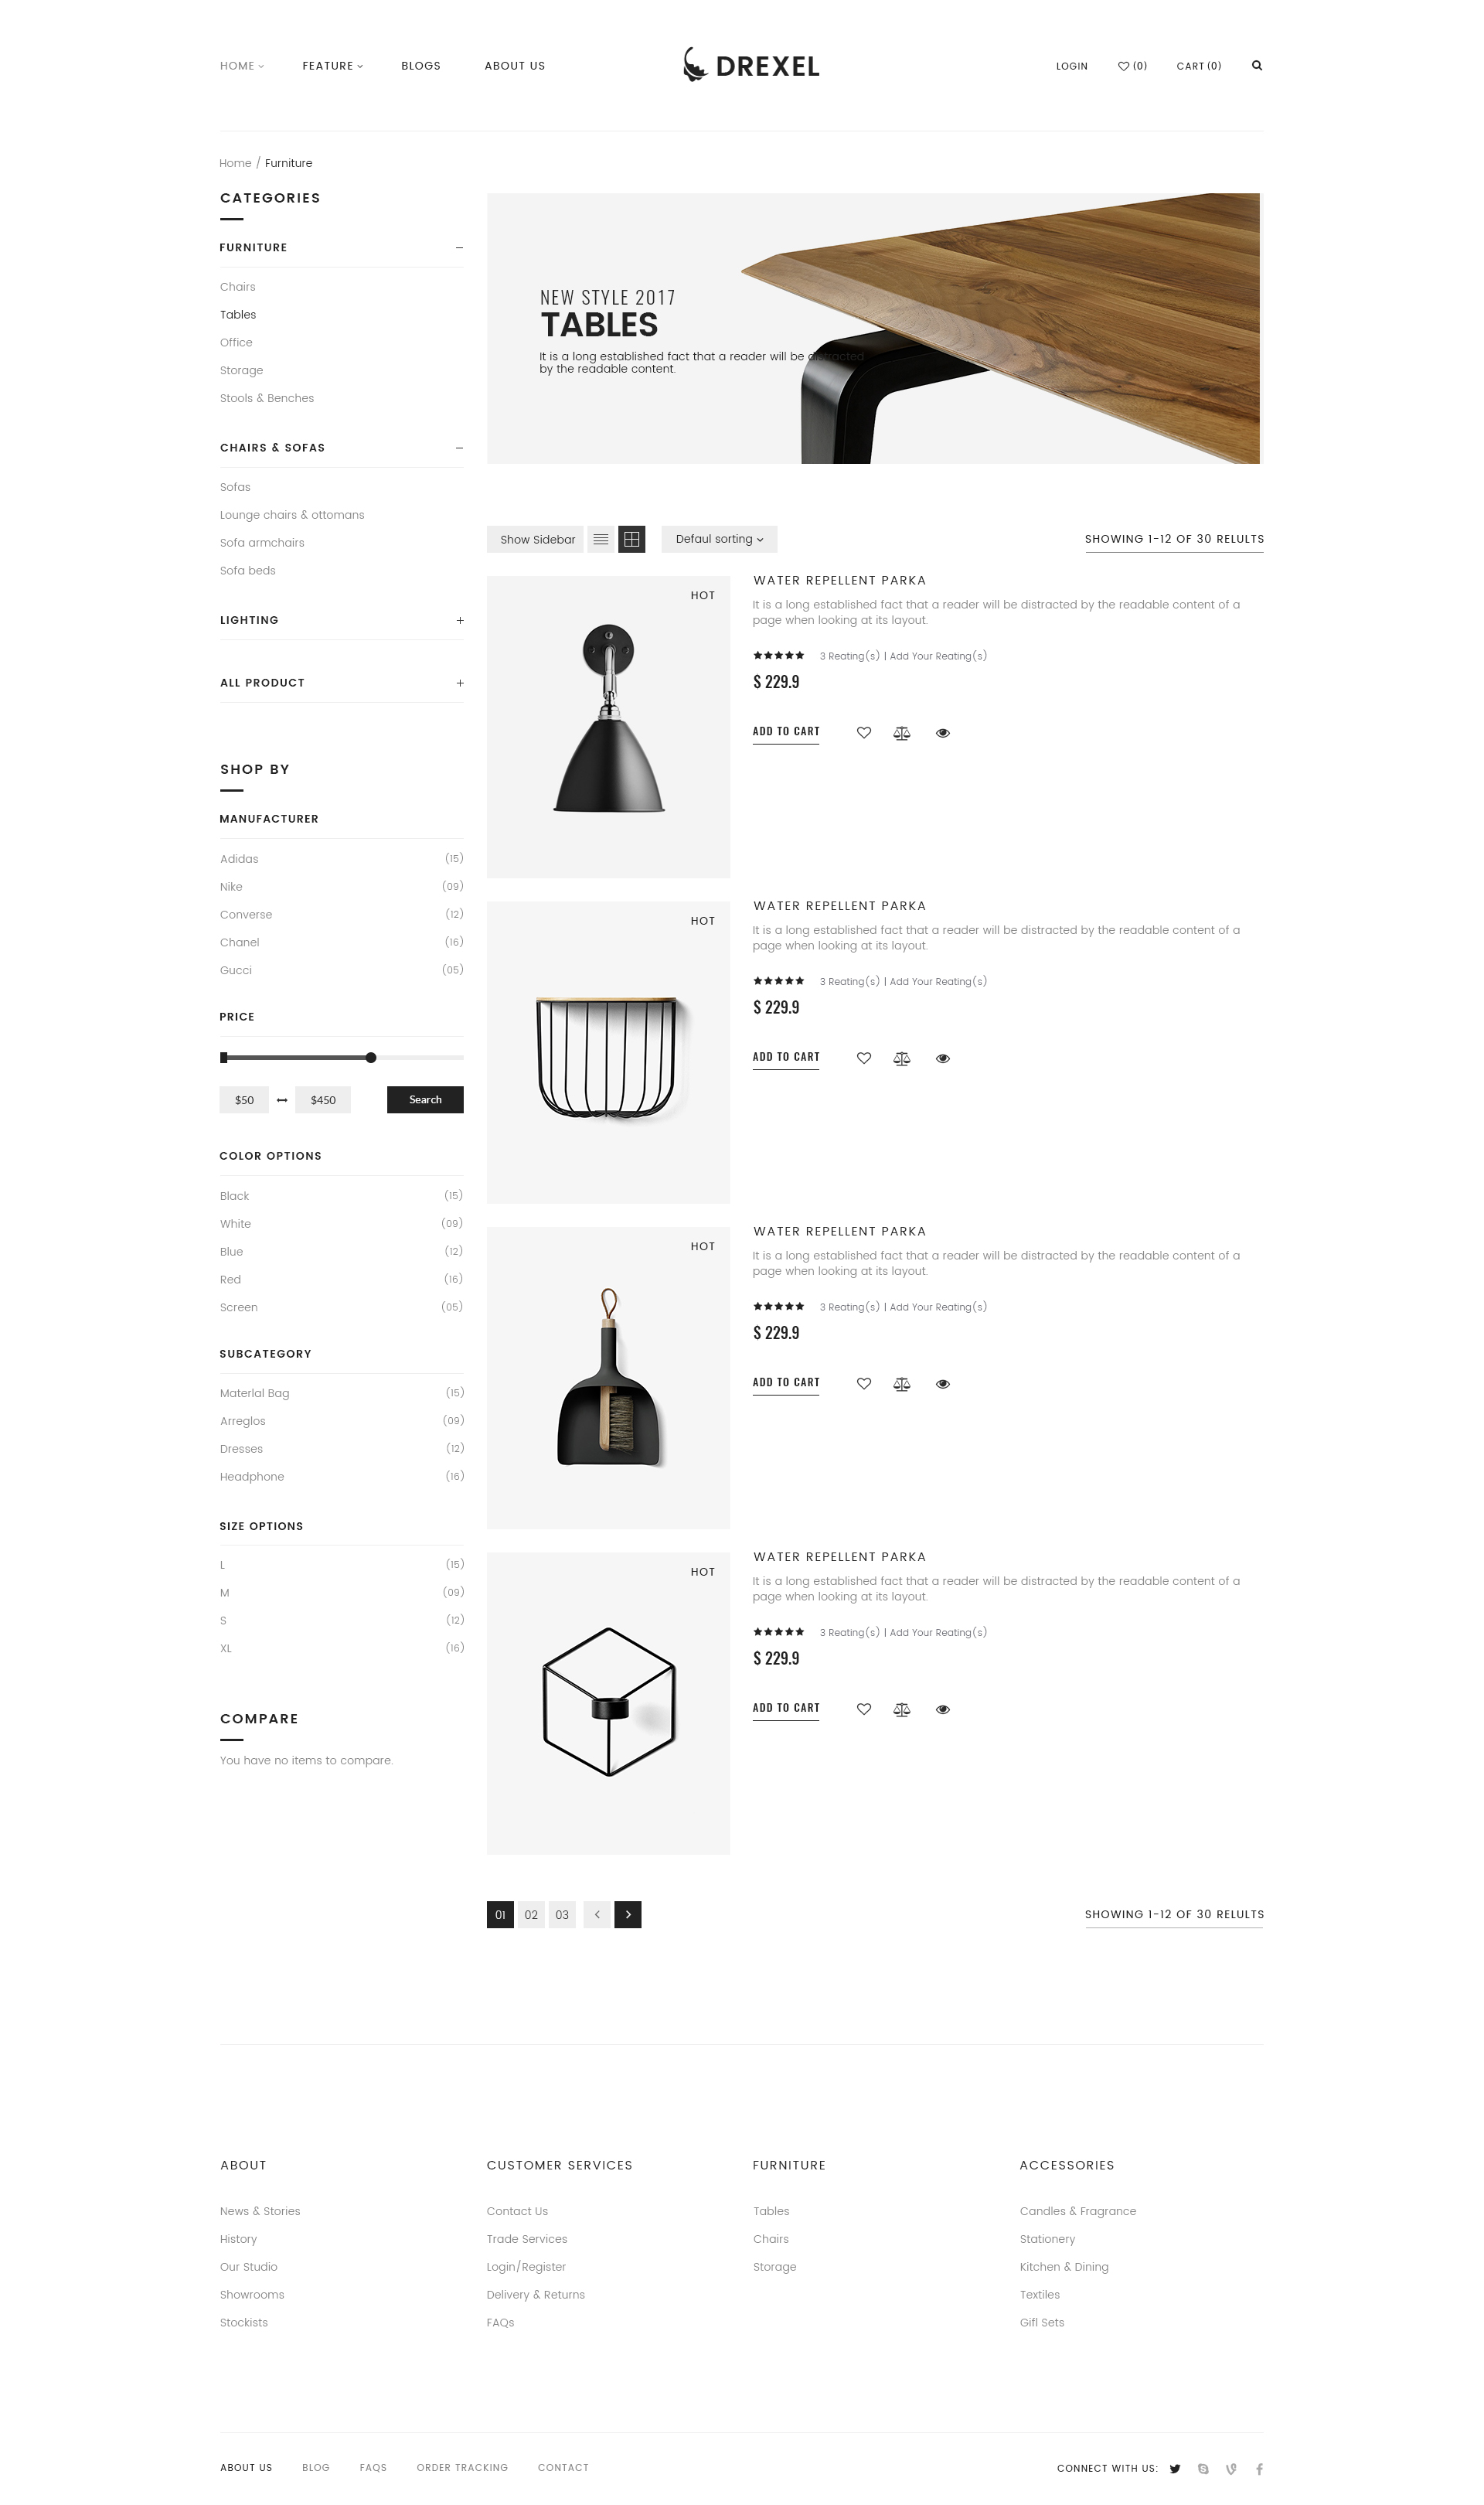 HOME
FEATURE
BLOGS
ABOUT US
DREXEL
LOGIN
(0)
CART (0)
Home / Furniture
CATEGORIES
FURNITURE
Chairs
Tables
Office
Storage
Stools & Benches
CHAIRS & SOFAS
Sofas
Lounge chairs & ottomans
Sofa armchairs
Sofa beds
LIGHTING
ALL PRODUCT
SHOP BY
MANUFACTURER
Adidas (15)
Nike (09)
Converse (12)
Chanel (16)
Gucci (05)
PRICE
$50
$450
Search
COLOR OPTIONS
Black (15)
White (09)
Blue (12)
Red (16)
Screen (05)
SUBCATEGORY
Materlal Bag (15)
Arreglos (09)
Dresses (12)
Headphone (16)
SIZE OPTIONS
L (15)
M (09)
S (12)
XL (16)
COMPARE
You have no items to compare.
NEW STYLE 2017
TABLES
It is a long established fact that a reader will be distracted
by the readable content.
Show Sidebar
Defaul sorting
SHOWING 1-12 OF 30 RELULTS
HOT
WATER REPELLENT PARKA
It is a long established fact that a reader will be distracted by the readable content of a
page when looking at its layout.
3 Reating(s) | Add Your Reating(s)
$ 229.9
ADD TO CART
HOT
WATER REPELLENT PARKA
It is a long established fact that a reader will be distracted by the readable content of a
page when looking at its layout.
3 Reating(s) | Add Your Reating(s)
$ 229.9
ADD TO CART
HOT
WATER REPELLENT PARKA
It is a long established fact that a reader will be distracted by the readable content of a
page when looking at its layout.
3 Reating(s) | Add Your Reating(s)
$ 229.9
ADD TO CART
HOT
WATER REPELLENT PARKA
It is a long established fact that a reader will be distracted by the readable content of a
page when looking at its layout.
3 Reating(s) | Add Your Reating(s)
$ 229.9
ADD TO CART
01 02 03
SHOWING 1-12 OF 30 RELULTS
ABOUT
News & Stories
History
Our Studio
Showrooms
Stockists
CUSTOMER SERVICES
Contact Us
Trade Services
Login/Register
Delivery & Returns
FAQs
FURNITURE
Tables
Chairs
Storage
ACCESSORIES
Candles & Fragrance
Stationery
Kitchen & Dining
Textiles
Gifl Sets
ABOUT US
BLOG
FAQS
ORDER TRACKING
CONTACT
CONNECT WITH US: